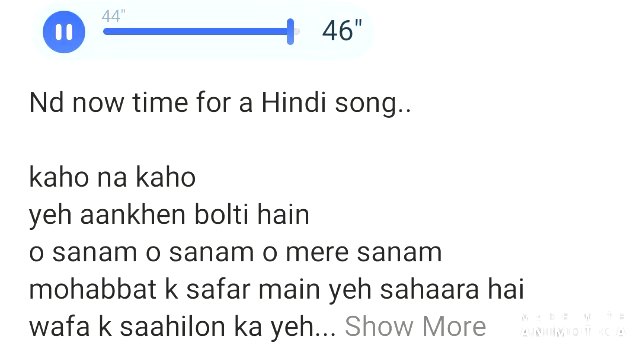 44"
46"
Nd now time for a Hindi song..
kaho na kaho
yeh aankhen bolti hain
o sanam o sanam o mere sanam
mohabbat k safar main yeh sahaara hai
wafa k saahilon ka yeh... Show More